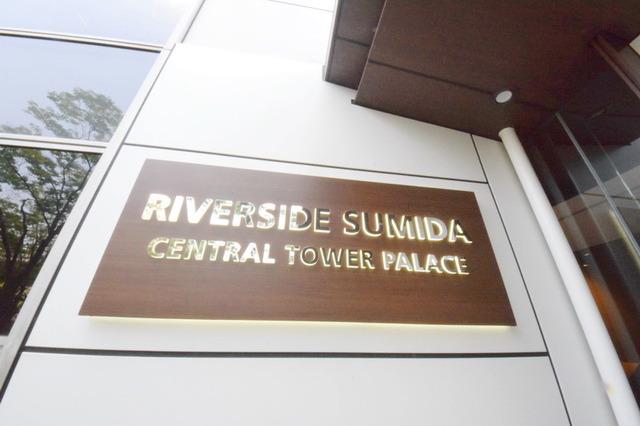 RIVERSIDE SUMIDA
CENTRAL TOWER PALACE